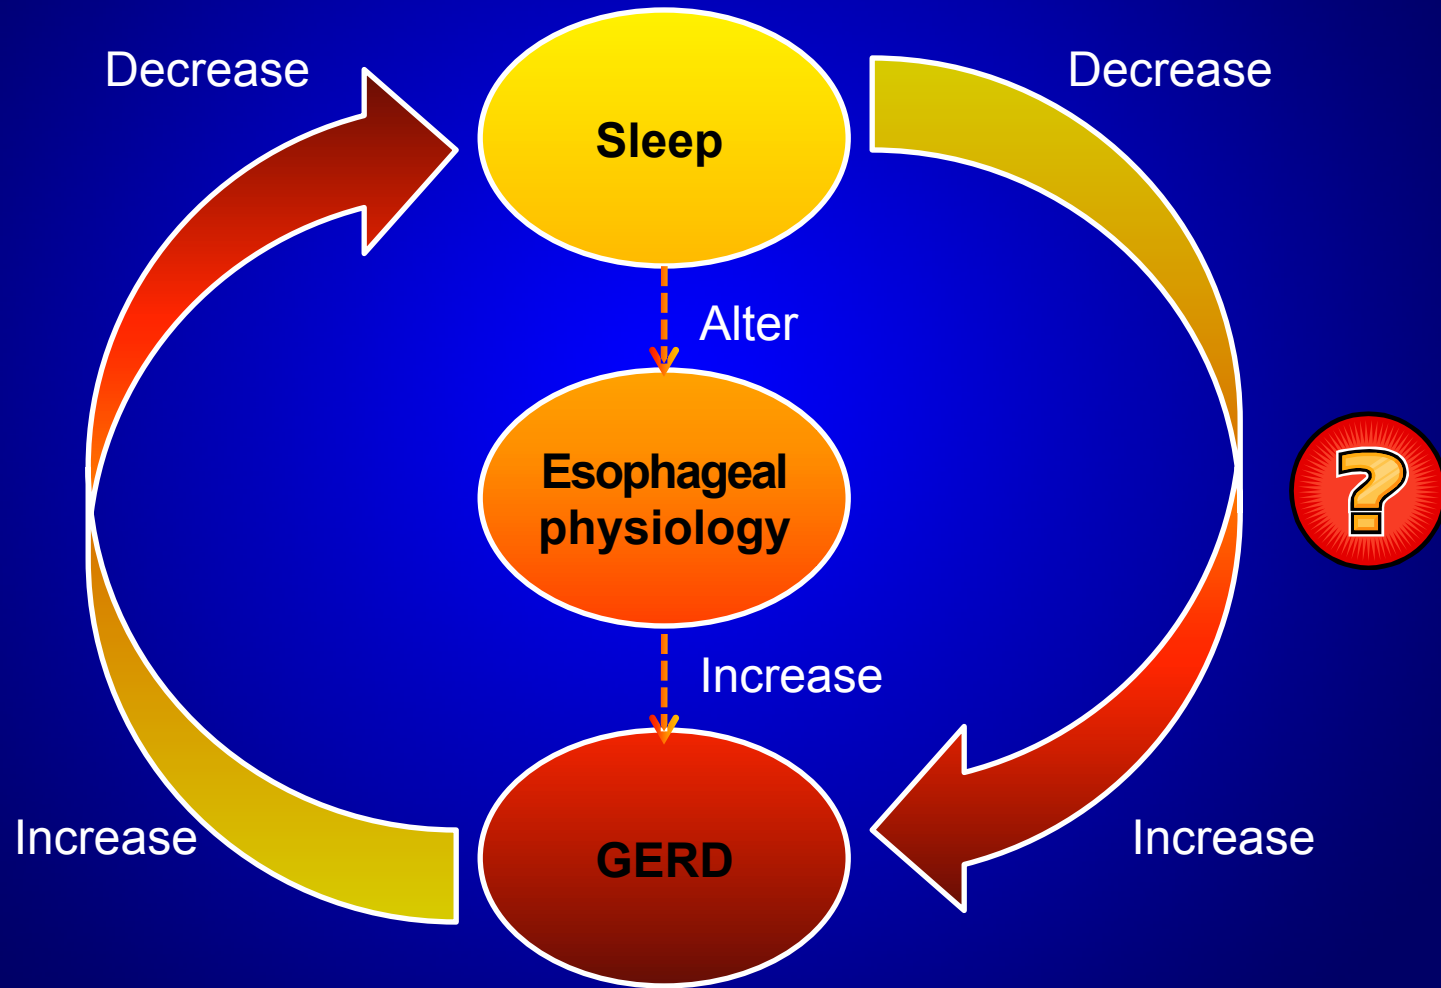 Decrease
Sleep
Decrease
Alter
Esophageal
physiology
?
Increase
Increase
GERD
Increase